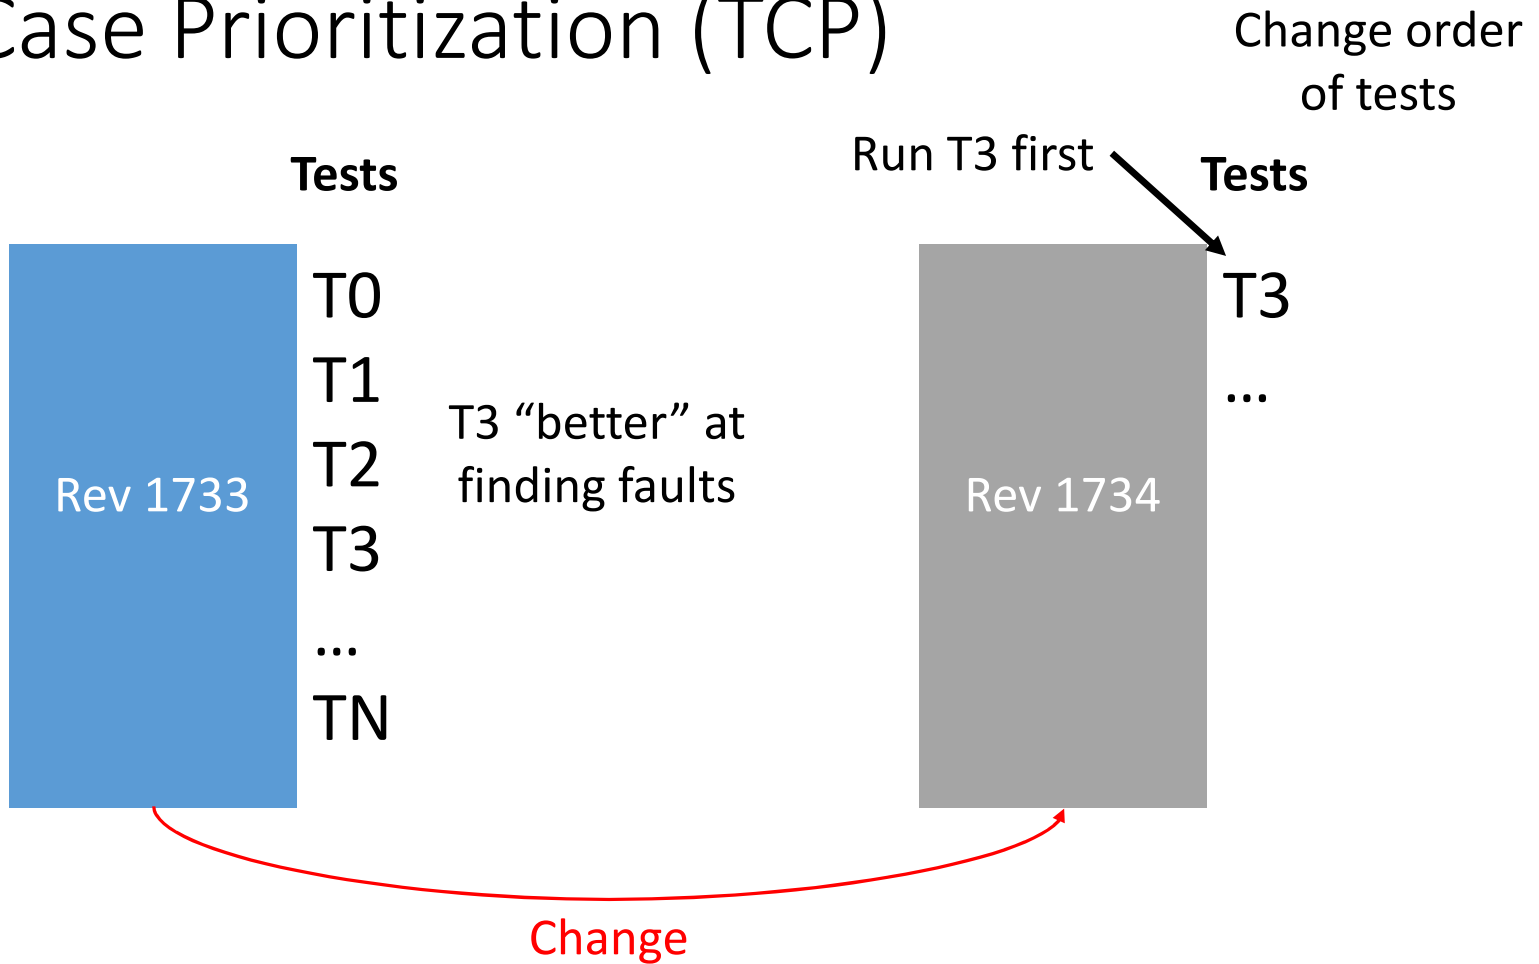 Case Prioritization (TCP)
Change order
of tests
Run T3 first
Tests
Tests
T0
T1
T2
T3
...
TN
T3 “better” at
finding faults
Rev 1733
Rev 1734
T3
...
Change